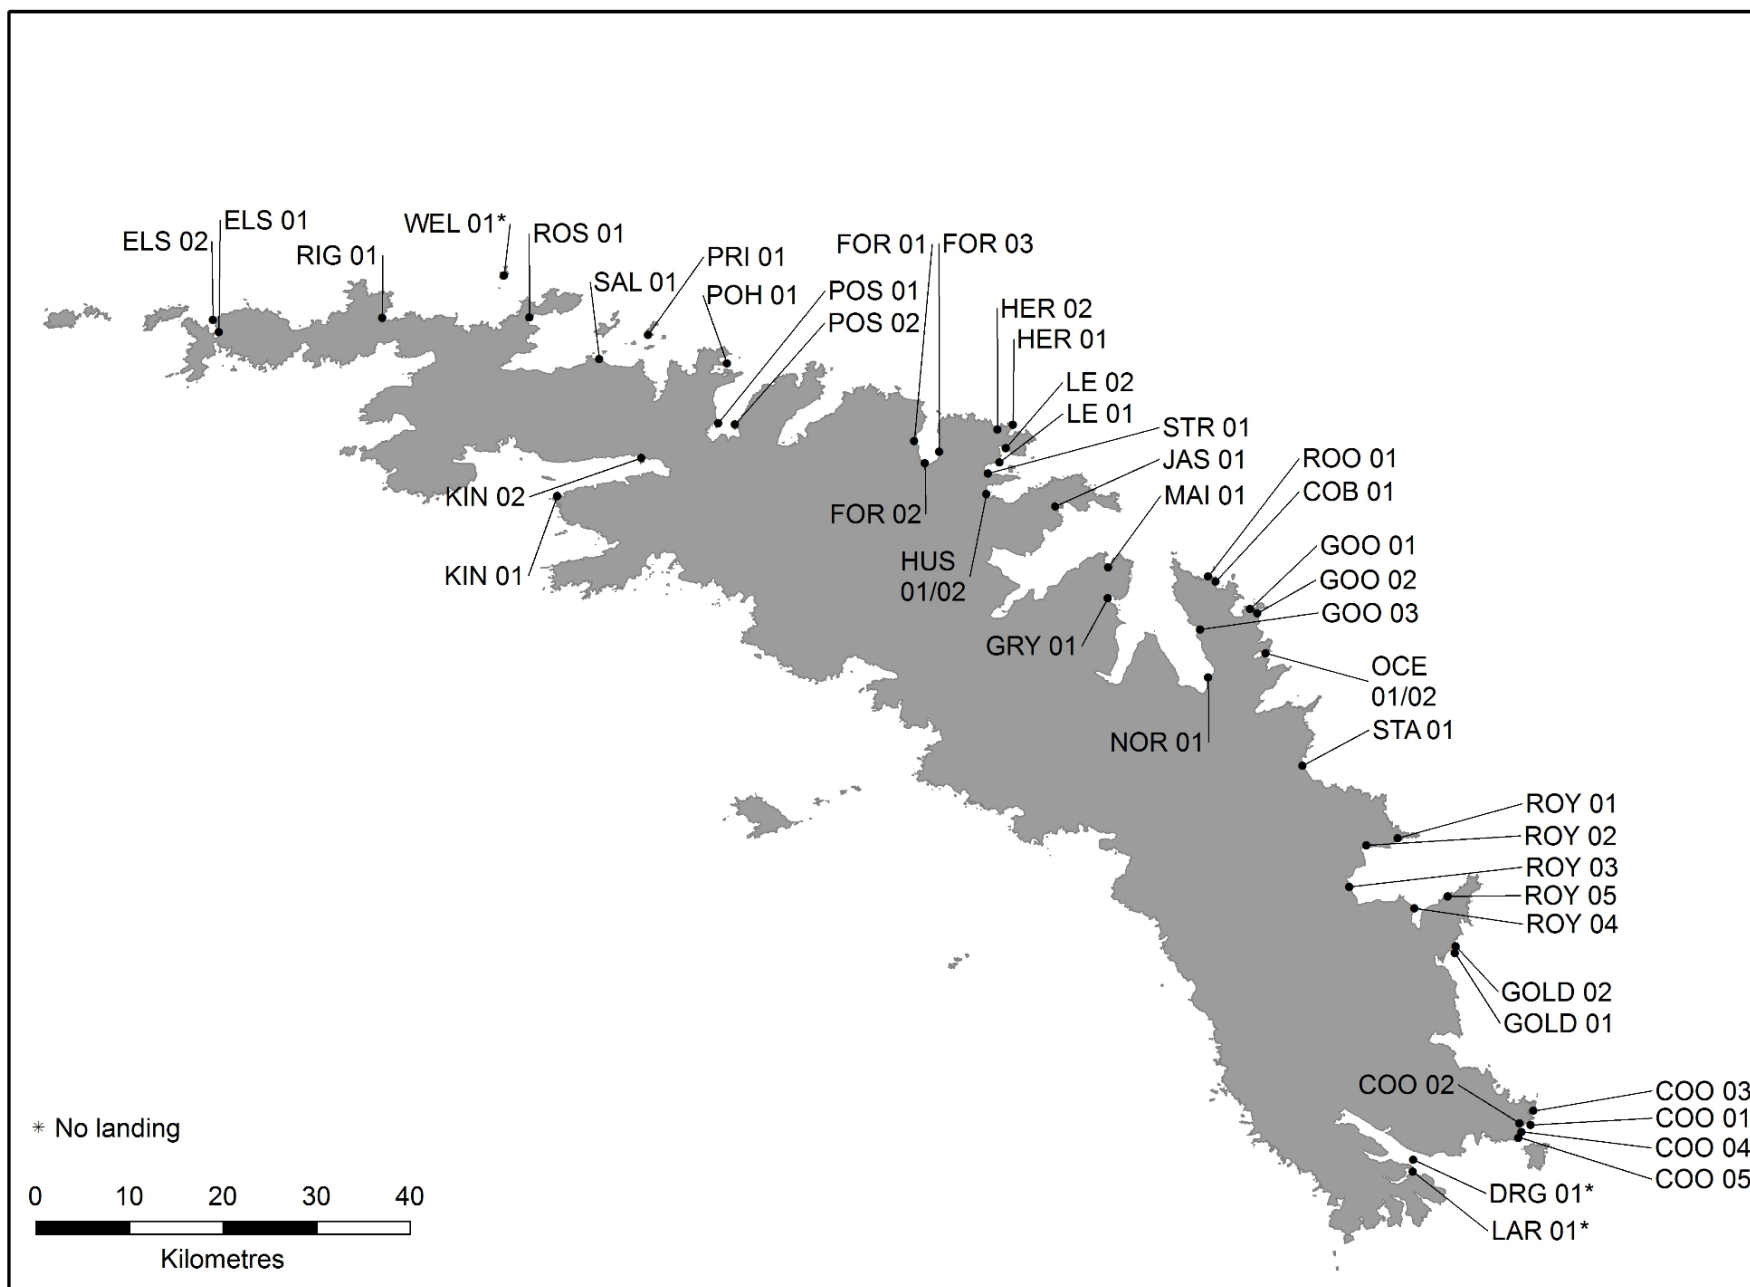 ELS 01
ELS 02
WEL 01*
ROS 01
RIG 01
SAL 01
PRI 01
POH 01
FOR 01
FOR 03
POS 01
POS 02
HER 02
HER 01
LE 02
LE 01
STR 01
JAS 01
MAI 01
ROO 01
COB 01
KIN 02
FOR 02
KIN 01
HUS
01/02
GOO 01
GOO 02
GOO 03
GRY 01
OCE
01/02
NOR 01
STA 01
ROY 01
ROY 02
ROY 03
ROY 05
ROY 04
GOLD 02
GOLD 01
COO 02
COO 03
COO 01
COO 04
COO 05
DRG 01*
LAR 01*
* No landing
0 10 20 30 40
Kilometres